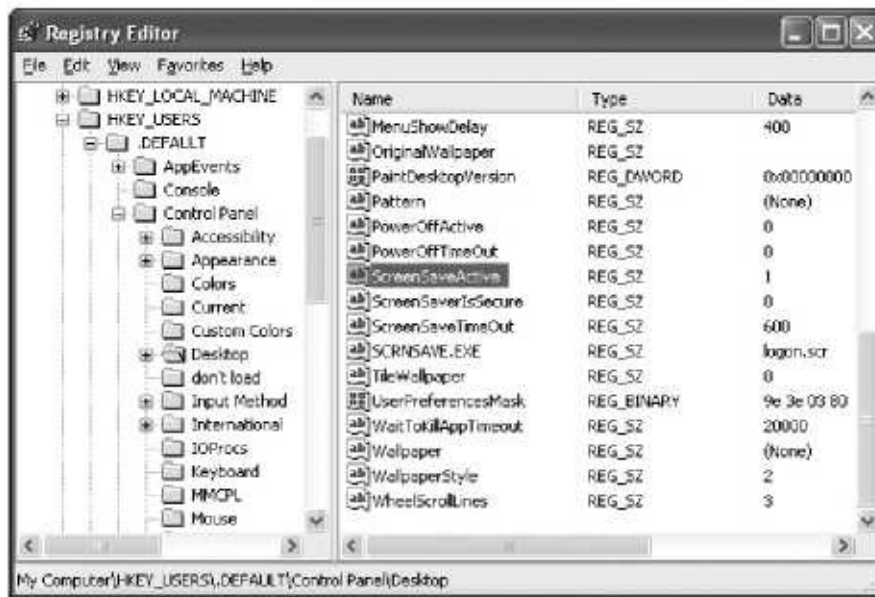 Registry Editor
File Edit View Favorites Help
HKEY_LOCAL_MACHINE
HKEY_USERS
.DEFAULT
AppEvents
Console
Control Panel
Accessibility
Appearance
Colors
Current
Custom Colors
Desktop
don't load
Input Method
International
IOProcs
Keyboard
MMCPL
Mouse
Name Type Data
MenuShowDelay REG_SZ 400
OriginalWallpaper REG_SZ
PaintDesktopVersion REG_DWORD 0x00000000
Pattern REG_SZ (None)
PowerOffActive REG_SZ 0
PowerOffTimeOut REG_SZ 0
ScreenSaveActive REG_SZ 1
ScreenSaverIsSecure REG_SZ 0
ScreenSaveTimeOut REG_SZ 600
SCRNSAVE.EXE REG_SZ logon.scr
TileWallpaper REG_SZ 0
UserPreferencesMask REG_BINARY 9e 3e 03 80
WaitToKillAppTimeout REG_SZ 20000
Wallpaper REG_SZ (None)
WallpaperStyle REG_SZ 2
WheelScrollLines REG_SZ 3
My Computer\HKEY_USERS\.DEFAULT\Control Panel\Desktop